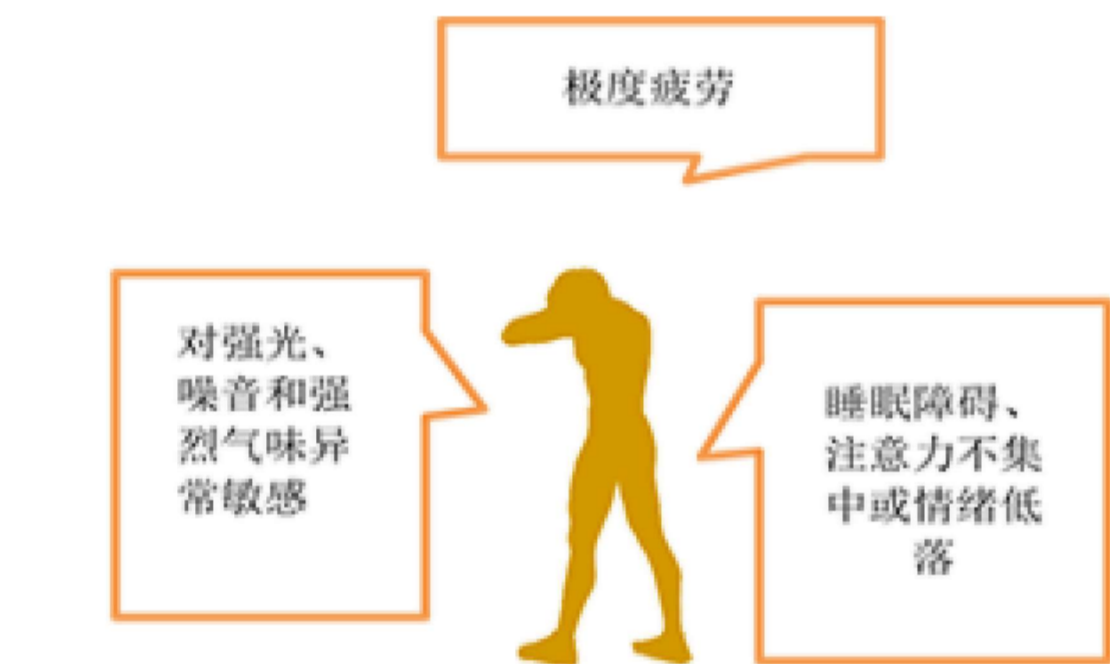 极度疲劳
对强光、
噪音和强
烈气味异
常敏感
睡眠障碍、
注意力不集
中或情绪低
落